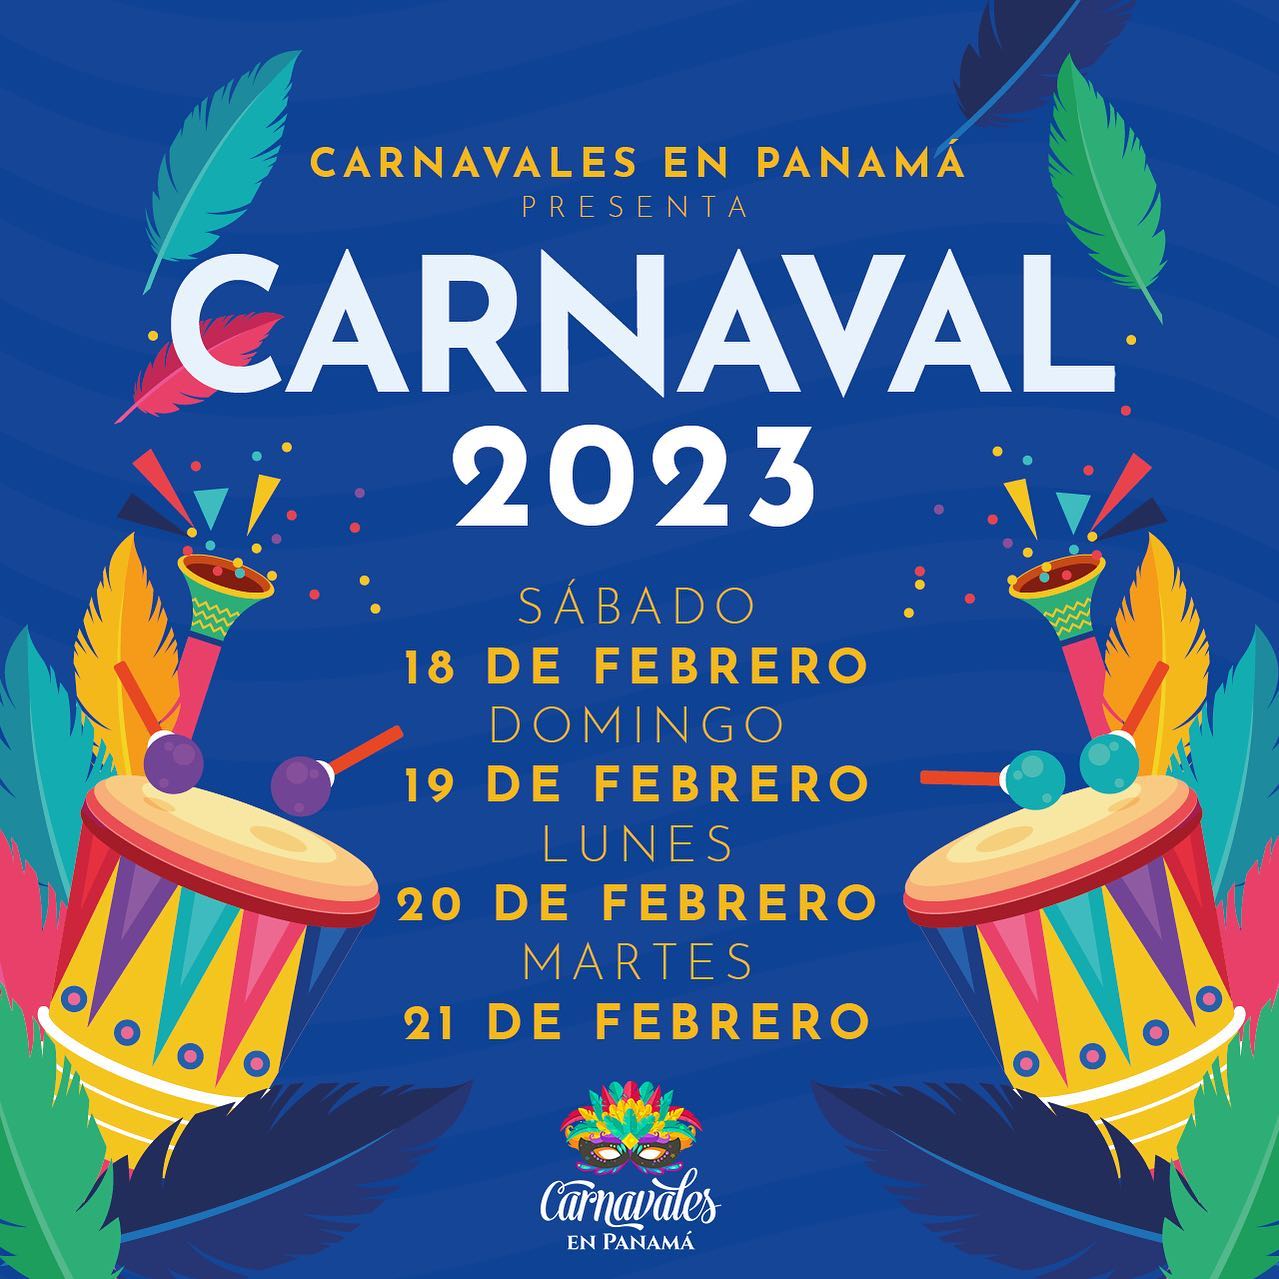 CARNAVALES EN PANAMÁ
PRESENTA
CARNAVAL
2023
SÁBADO
18 DE FEBRERO
DOMINGO
19 DE FEBRERO
LUNES
20 DE FEBRERO
MARTES
21 DE FEBRERO
Carnavales
EN PANAMÁ